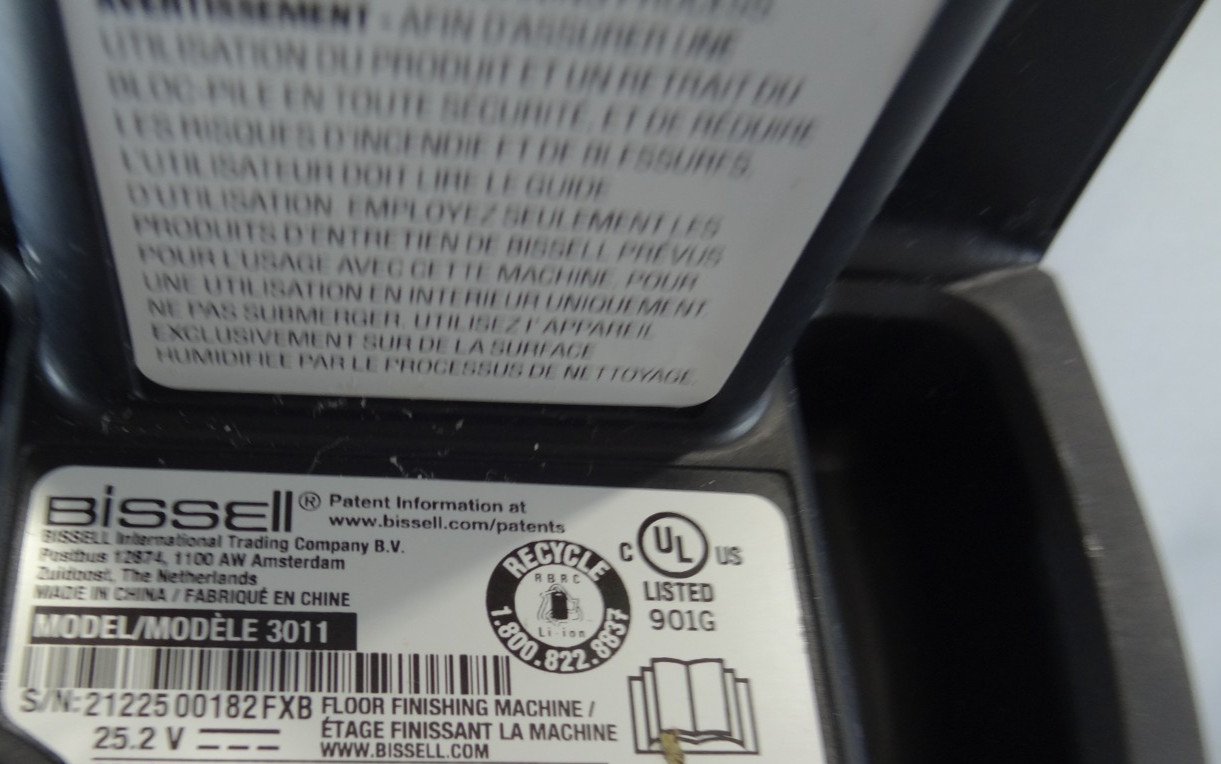 AVERTISSEMENT - AFIN D'ASSURER UNE
UTILISATION DU PRODUIT ET UN RETRAIT DU
BLOC-PILE EN TOUTE SÉCURITÉ, ET DE RÉDUIRE
LES RISQUES D'INCENDIE ET DE BLESSURES,
L'UTILISATEUR DOIT LIRE LE GUIDE
D'UTILISATION. EMPLOYEZ SEULEMENT LES
PRODUITS D'ENTRETIEN DE BISSELL PRÉVUS
POUR L'USAGE AVEC CETTE MACHINE. POUR
UNE UTILISATION EN INTERIEUR UNIQUEMENT.
NE PAS SUBMERGER. UTILISEZ l' APPAREIL
EXCLUSIVEMENT SUR DE LA SURFACE
HUMIDIFIEE PAR LE PROCESSUS DE NETTOYAGE
BISSELL® Patent Information at
www.bissell.com/patents
BISSELL International Trading Company B.V.
Postbus 12874, 1100 AW Amsterdam
Zuidoost, The Netherlands
MADE IN CHINA / FABRIQUÉ EN CHINE
MODEL/MODÈLE 3011
S/N: 2122500182FXB
25.2 V
FLOOR FINISHING MACHINE /
ÉTAGE FINISSANT LA MACHINE
WWW.BISSELL.COM
RECYCLE
RBRC
Li-ion
1.800.822.8837
C UL US
LISTED
901G